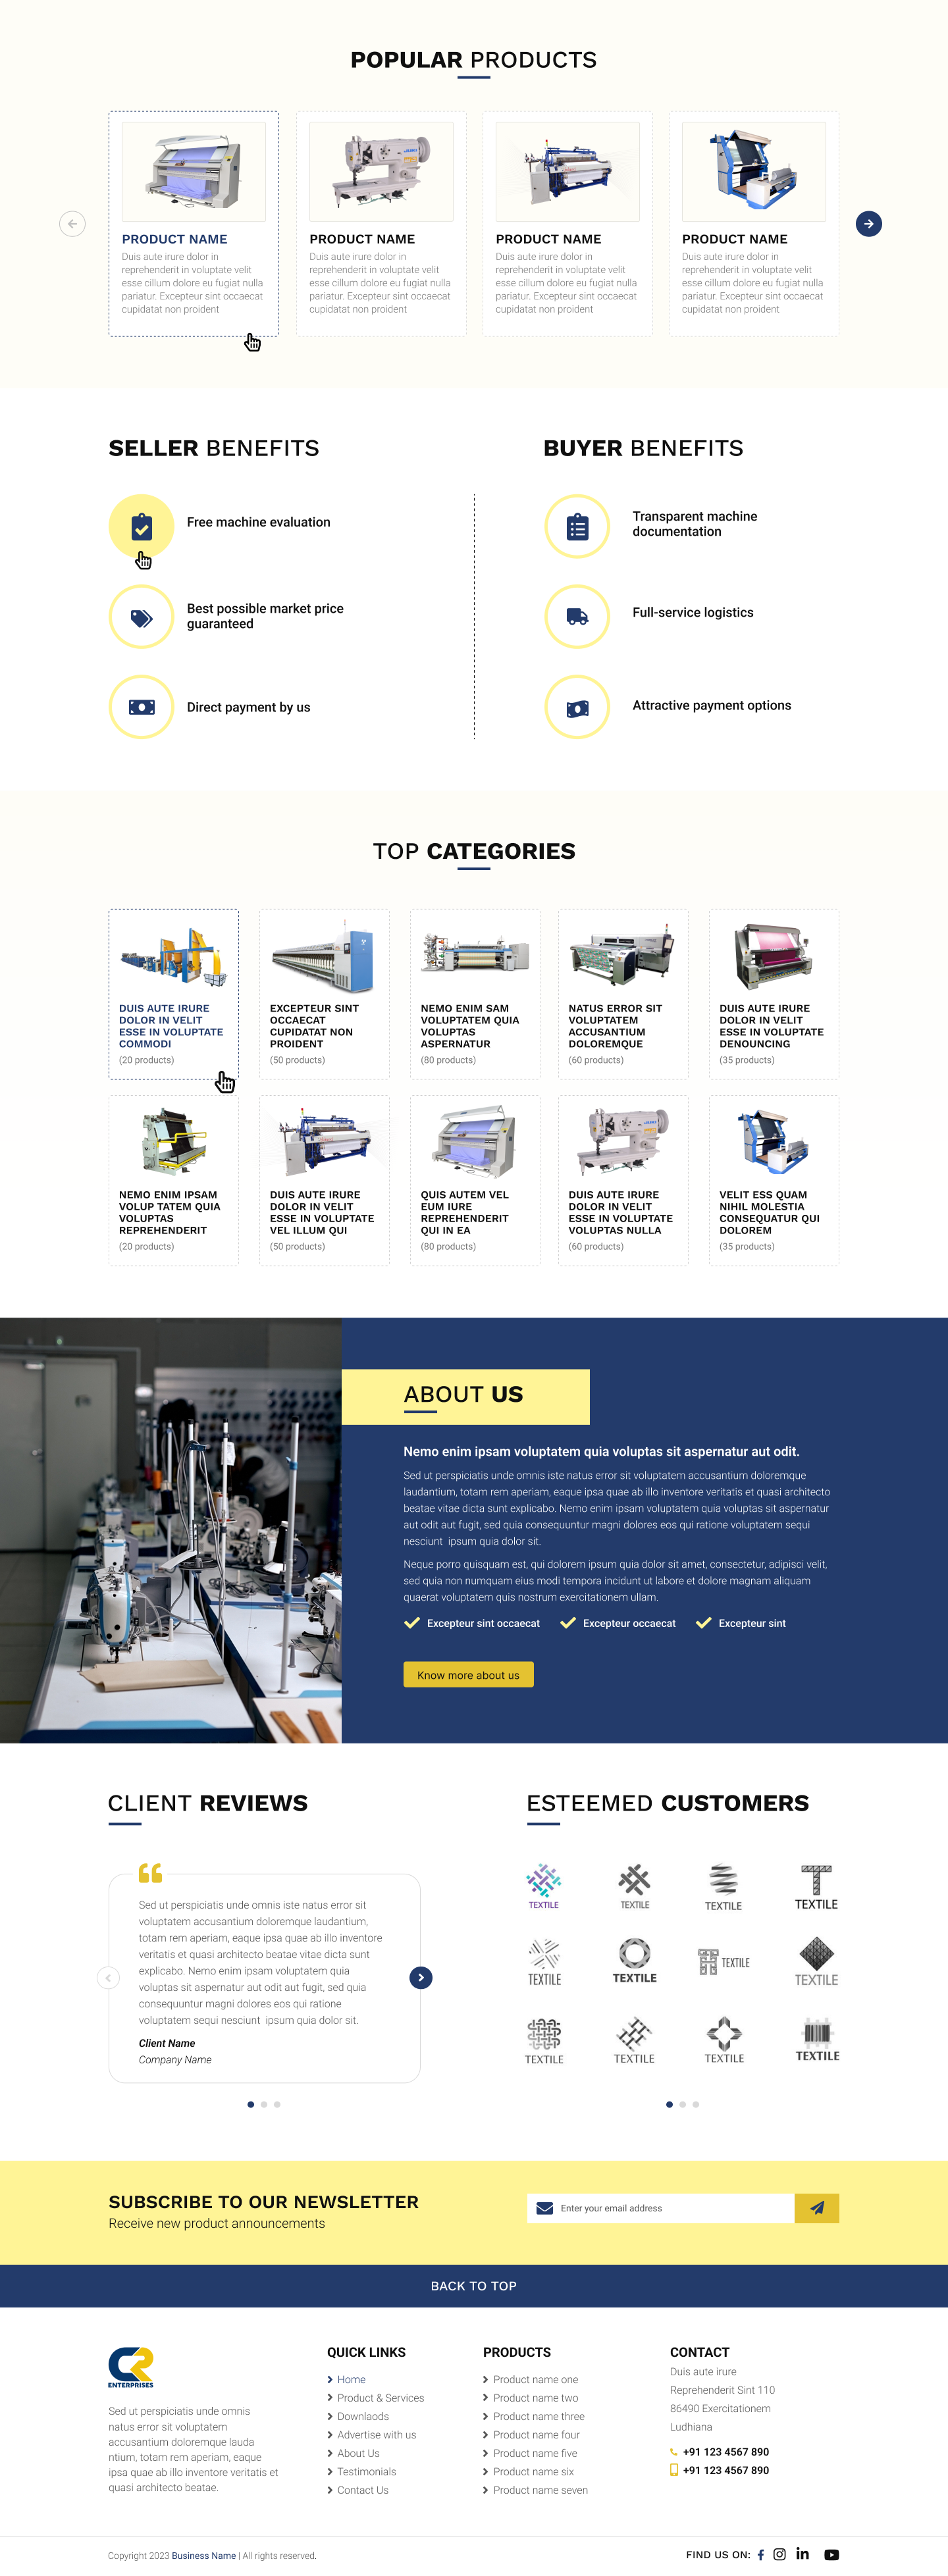 POPULAR PRODUCTS
PRODUCT NAME
Duis aute irure dolor in
reprehenderit in voluptate velit
esse cillum dolore eu fugiat nulla
pariatur. Excepteur sint occaecat
cupidatat non proident
JUKI
PRODUCT NAME
Duis aute irure dolor in
reprehenderit in voluptate velit
esse cillum dolore eu fugiat nulla
pariatur. Excepteur sint occaecat
cupidatat non proident
PRODUCT NAME
Duis aute irure dolor in
reprehenderit in voluptate velit
esse cillum dolore eu fugiat nulla
pariatur. Excepteur sint occaecat
cupidatat non proident
PRODUCT NAME
Duis aute irure dolor in
reprehenderit in voluptate velit
esse cillum dolore eu fugiat nulla
pariatur. Excepteur sint occaecat
cupidatat non proident
SELLER BENEFITS
Free machine evaluation
Best possible market price
guaranteed
Direct payment by us
BUYER BENEFITS
Transparent machine
documentation
Full-service logistics
Attractive payment options
TOP CATEGORIES
DUIS AUTE IRURE
DOLOR IN VELIT
ESSE IN VOLUPTATE
COMMODI
(20 products)
EXCEPTEUR SINT
OCCAECAT
CUPIDATAT NON
PROIDENT
(50 products)
NEMO ENIM SAM
VOLUPTATEM QUIA
VOLUPTAS
ASPERNATUR
(80 products)
NATUS ERROR SIT
VOLUPTATEM
ACCUSANTIUM
DOLOREMQUE
(60 products)
DUIS AUTE IRURE
DOLOR IN VELIT
ESSE IN VOLUPTATE
DENOUNCING
(35 products)
NEMO ENIM IPSAM
VOLUP TATEM QUIA
VOLUPTAS
REPREHENDERIT
(20 products)
DUIS AUTE IRURE
DOLOR IN VELIT
ESSE IN VOLUPTATE
VEL ILLUM QUI
(50 products)
QUIS AUTEM VEL
EUM IURE
REPREHENDERIT
QUI IN EA
(80 products)
JUKI
DUIS AUTE IRURE
DOLOR IN VELIT
ESSE IN VOLUPTATE
VOLUPTAS NULLA
(60 products)
VELIT ESS QUAM
NIHIL MOLESTIA
CONSEQUATUR QUI
DOLOREM
(35 products)
ABOUT US
Nemo enim ipsam voluptatem quia voluptas sit aspernatur aut odit.
Sed ut perspiciatis unde omnis iste natus error sit voluptatem accusantium doloremque
laudantium, totam rem aperiam, eaque ipsa quae ab illo inventore veritatis et quasi architecto
beatae vitae dicta sunt explicabo. Nemo enim ipsam voluptatem quia voluptas sit aspernatur
aut odit aut fugit, sed quia consequuntur magni dolores eos qui ratione voluptatem sequi
nesciunt ipsum quia dolor sit.
Neque porro quisquam est, qui dolorem ipsum quia dolor sit amet, consectetur, adipisci velit,
sed quia non numquam eius modi tempora incidunt ut labore et dolore magnam aliquam
quaerat voluptatem quis nostrum exercitationem ullam.
Excepteur sint occaecat
Excepteur occaecat
Excepteur sint
Know more about us
CLIENT REVIEWS
Sed ut perspiciatis unde omnis iste natus error sit
voluptatem accusantium doloremque laudantium,
totam rem aperiam, eaque ipsa quae ab illo inventore
veritatis et quasi architecto beatae vitae dicta sunt
explicabo. Nemo enim ipsam voluptatem quia
voluptas sit aspernatur aut odit aut fugit, sed quia
consequuntur magni dolores eos qui ratione
voluptatem sequi nesciunt ipsum quia dolor sit.
Client Name
Company Name
ESTEEMED CUSTOMERS
TEXTILE
TEXTILE
TEXTILE
TEXTILE
TEXTILE
TEXTILE
TEXTILE
TEXTILE
TEXTILE
TEXTILE
TEXTILE
TEXTILE
SUBSCRIBE TO OUR NEWSLETTER
Receive new product announcements
Enter your email address
BACK TO TOP
CR
ENTERPRISES
Sed ut perspiciatis unde omnis
natus error sit voluptatem
accusantium doloremque lauda
ntium, totam rem aperiam, eaque
ipsa quae ab illo inventore veritatis et
quasi architecto beatae.
QUICK LINKS
Home
Product & Services
Downlaods
Advertise with us
About Us
Testimonials
Contact Us
PRODUCTS
Product name one
Product name two
Product name three
Product name four
Product name five
Product name six
Product name seven
CONTACT
Duis aute irure
Reprehenderit Sint 110
86490 Exercitationem
Ludhiana
+91 123 4567 890
+91 123 4567 890
Copyright 2023 Business Name | All rights reserved.
FIND US ON: